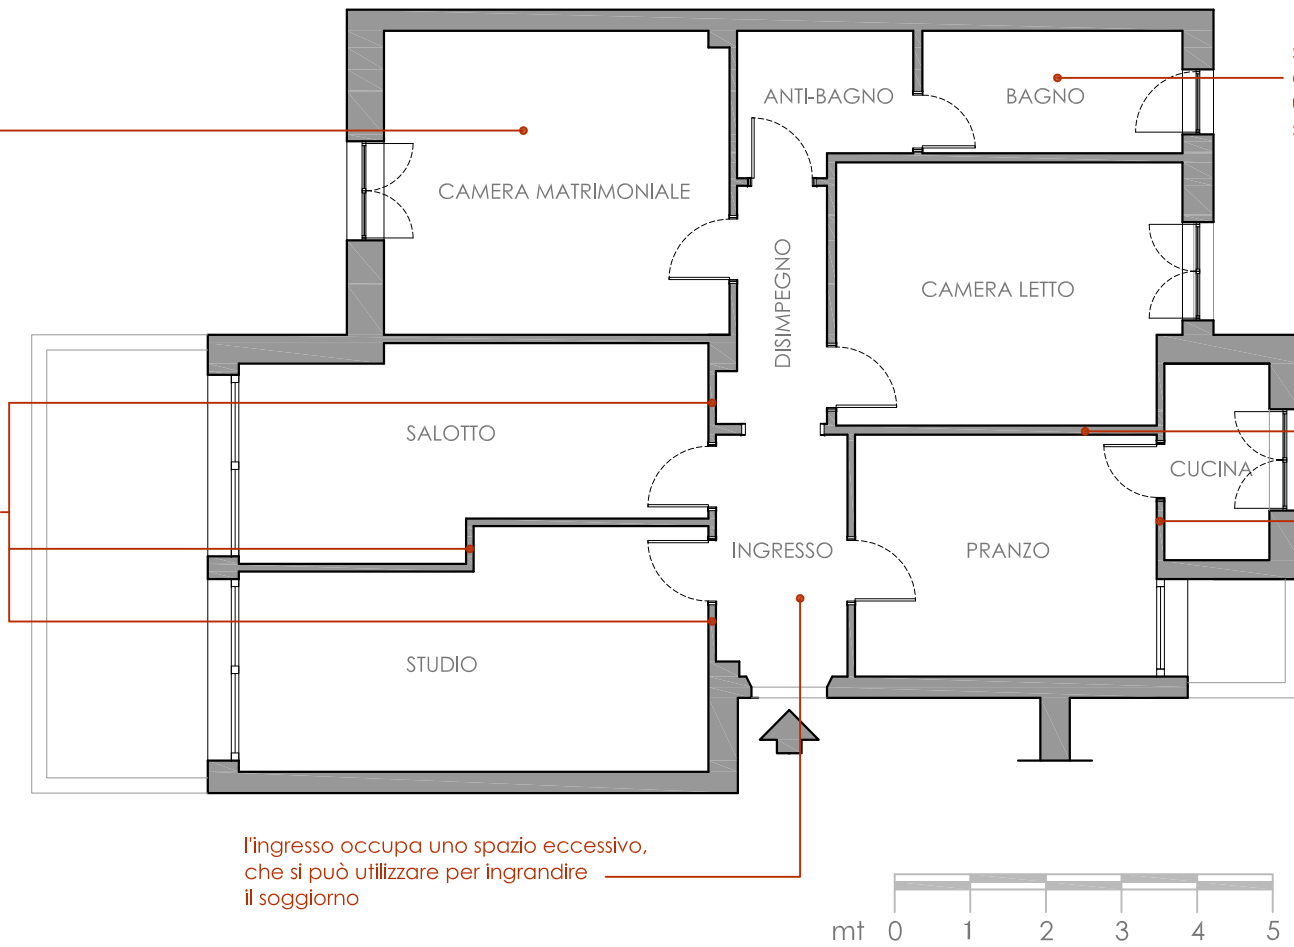 ANTI-BAGNO
BAGNO
CAMERA MATRIMONIALE
DISIMPEGNO
CAMERA LETTO
SALOTTO
CUCINA
INGRESSO
PRANZO
STUDIO
l'ingresso occupa uno spazio eccessivo,
che si può utilizzare per ingrandire
il soggiorno
mt 0 1 2 3 4 5